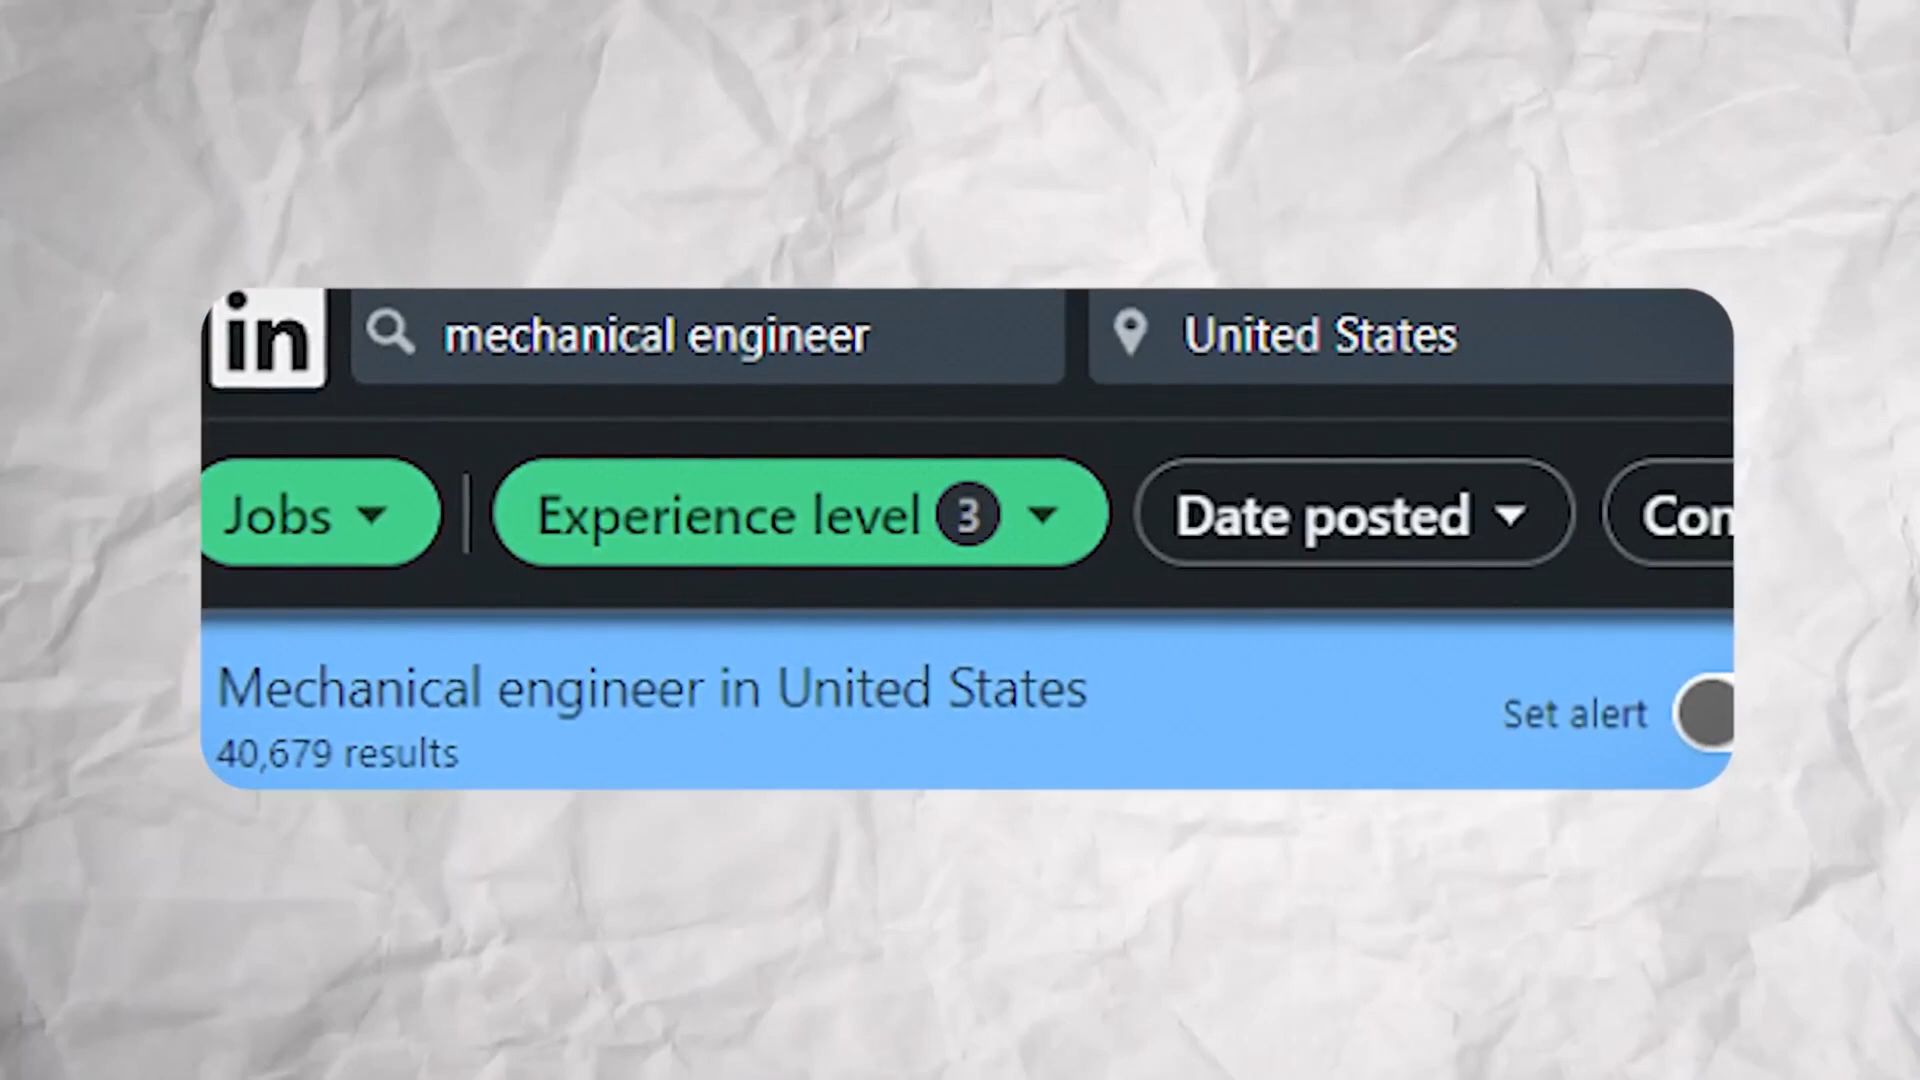 in mechanical engineer United States
Jobs Experience level 3 Date posted Con
Mechanical engineer in United States
Set alert
40,679 results